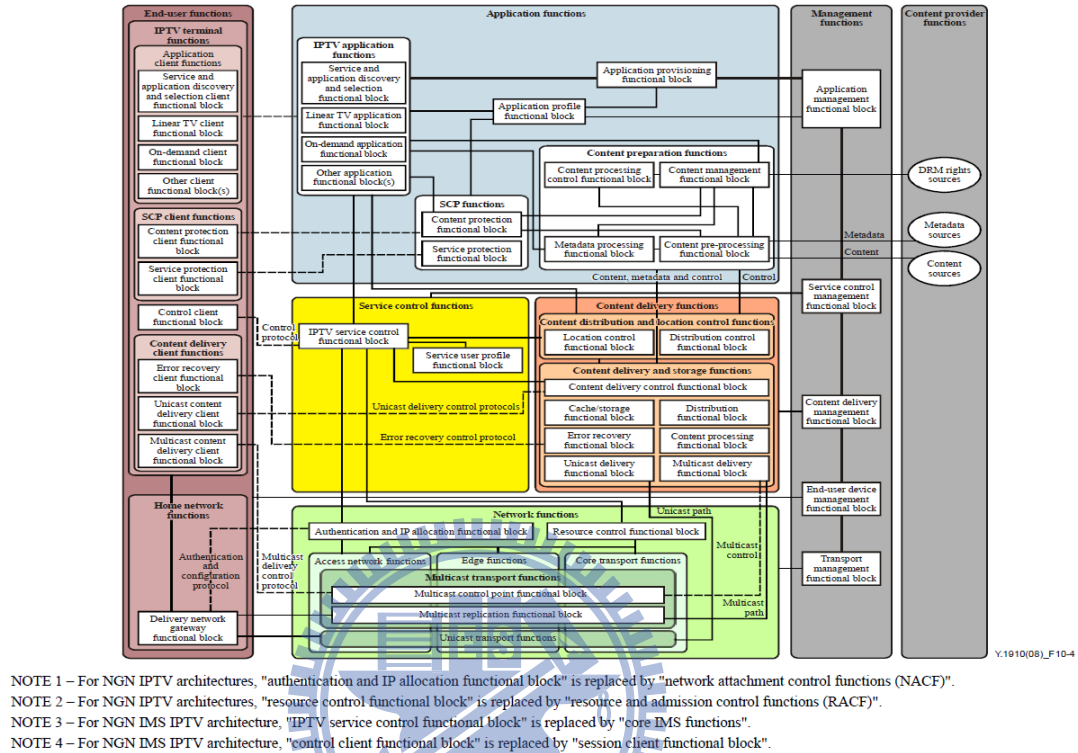 End-user functions
IPTV terminal
functions
Application
client functions
Service and
application discovery
and selection client
functional block
Linear TV client
functional block
On-demand client
functional block
Other client
functional block(s)
SCP client functions
Content protection
client functional
block
Service protection
client functional
block
Control client
functional block
Content delivery
client functions
Error recovery
client functional
block
Unicast content
delivery client
functional block
Multicast content
delivery client
functional block
Home network
functions
Authentication
and
configuration
protocol
Delivery network
gateway
functional block
Control
protocol
Multicast
delivery
control
protocol
Application functions
IPTV application
functions
Service and
application discovery
and selection
functional block
Linear TV application
functional block
On-demand application
functional block
Other application
functional block(s)
Application provisioning
functional block
Application profile
functional block
SCP functions
Content protection
functional block
Service protection
functional block
Content preparation functions
Content processing
control functional block
Content management
functional block
Metadata processing
functional block
Content pre-processing
functional block
Metadata
Content
Content, metadata and control
Control
Service control functions
IPTV service control
functional block
Service user profile
functional block
Unicast delivery control protocols
Error recovery control protocol
Content delivery functions
Content distribution and location control functions
Location control
functional block
Distribution control
functional block
Content delivery and storage functions
Content delivery control functional block
Cache/storage
functional block
Distribution
functional block
Error recovery
functional block
Content processing
functional block
Unicast delivery
functional block
Multicast delivery
functional block
Unicast path
Multicast
control
Multicast
path
Network functions
Authentication and IP allocation functional block
Resource control functional block
Access network functions
Edge functions
Core transport functions
Multicast transport functions
Multicast control point functional block
Multicast replication functional block
Unicast transport functions
Management
functions
Application
management
functional block
Service control
management
functional block
Content delivery
management
functional block
End-user device
management
functional block
Transport
management
functional block
Content provider
functions
DRM rights
sources
Metadata
sources
Content
sources
Y.1910(08)_F10-4
NOTE 1 – For NGN IPTV architectures, "authentication and IP allocation functional block" is replaced by "network attachment control functions (NACF)".
NOTE 2 – For NGN IPTV architectures, "resource control functional block" is replaced by "resource and admission control functions (RACF)".
NOTE 3 – For NGN IMS IPTV architecture, "IPTV service control functional block" is replaced by "core IMS functions".
NOTE 4 – For NGN IMS IPTV architecture, "control client functional block" is replaced by "session client functional block".